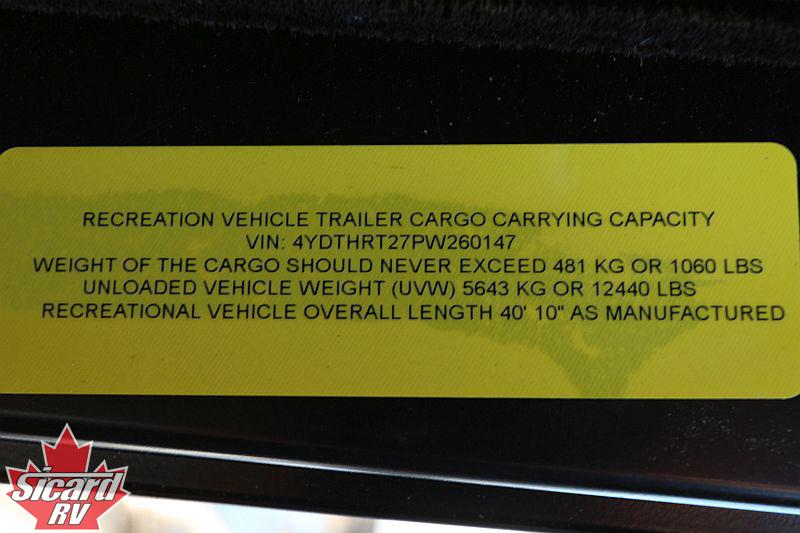 RECREATION VEHICLE TRAILER CARGO CARRYING CAPACITY
VIN: 4YDTHRT27PW260147
WEIGHT OF THE CARGO SHOULD NEVER EXCEED 481 KG OR 1060 LBS
UNLOADED VEHICLE WEIGHT (UVW) 5643 KG OR 12440 LBS
RECREATIONAL VEHICLE OVERALL LENGTH 40' 10" AS MANUFACTURED
Sicard
RV